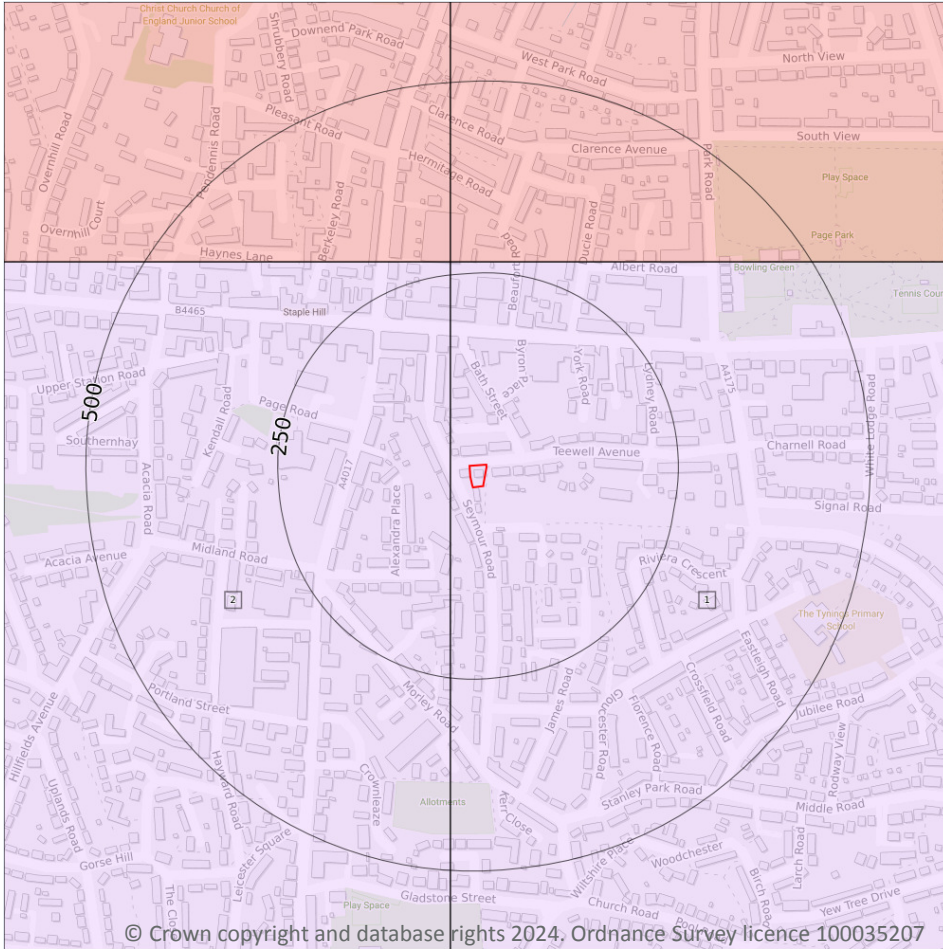 Christ Church Church of
England Junior School
Shrubbery Road
Downend Park Road
West Park Road
North View
Overnhill Road
Pendennis Road
Pleasant Road
Clarence Road
Clarence Avenue
South View
Park Road
Play Space
Hermitage Road
Overnhill Court
Berkeley Road
Beaufort Road
Ducie Road
Page Park
Haynes Lane
Albert Road
Bowling Green
B4465
Staple Hill
Tennis Cour
Upper Station Road
500
Kendall Road
Page Road
250
Bath Street
Byron Place
York Road
Lydney Road
A4175
White Lodge Road
Southernhay
A4017
Teewell Avenue
Charnell Road
Acacia Road
Alexandra Place
Seymour Road
Signal Road
Acacia Avenue
Midland Road
Riviera Crescent
2
1
The Tynings Primary
School
Eastleigh Road
Crossfield Road
Portland Street
Morley Road
James Road
Gloucester Road
Florence Road
Jubilee Road
Hillfields Avenue
Uplands Road
Hayford Road
Crownleaze
Allotments
Kerr Close
Stanley Park Road
Rodway View
Middle Road
Gorse Hill
Leicester Square
Wiltshire Place
Woodchester
Larch Road
The Clo
Gladstone Street
Play Space
Church Road
Birch Road
Yew Tree Drive
© Crown copyright and database rights 2024. Ordnance Survey licence 100035207